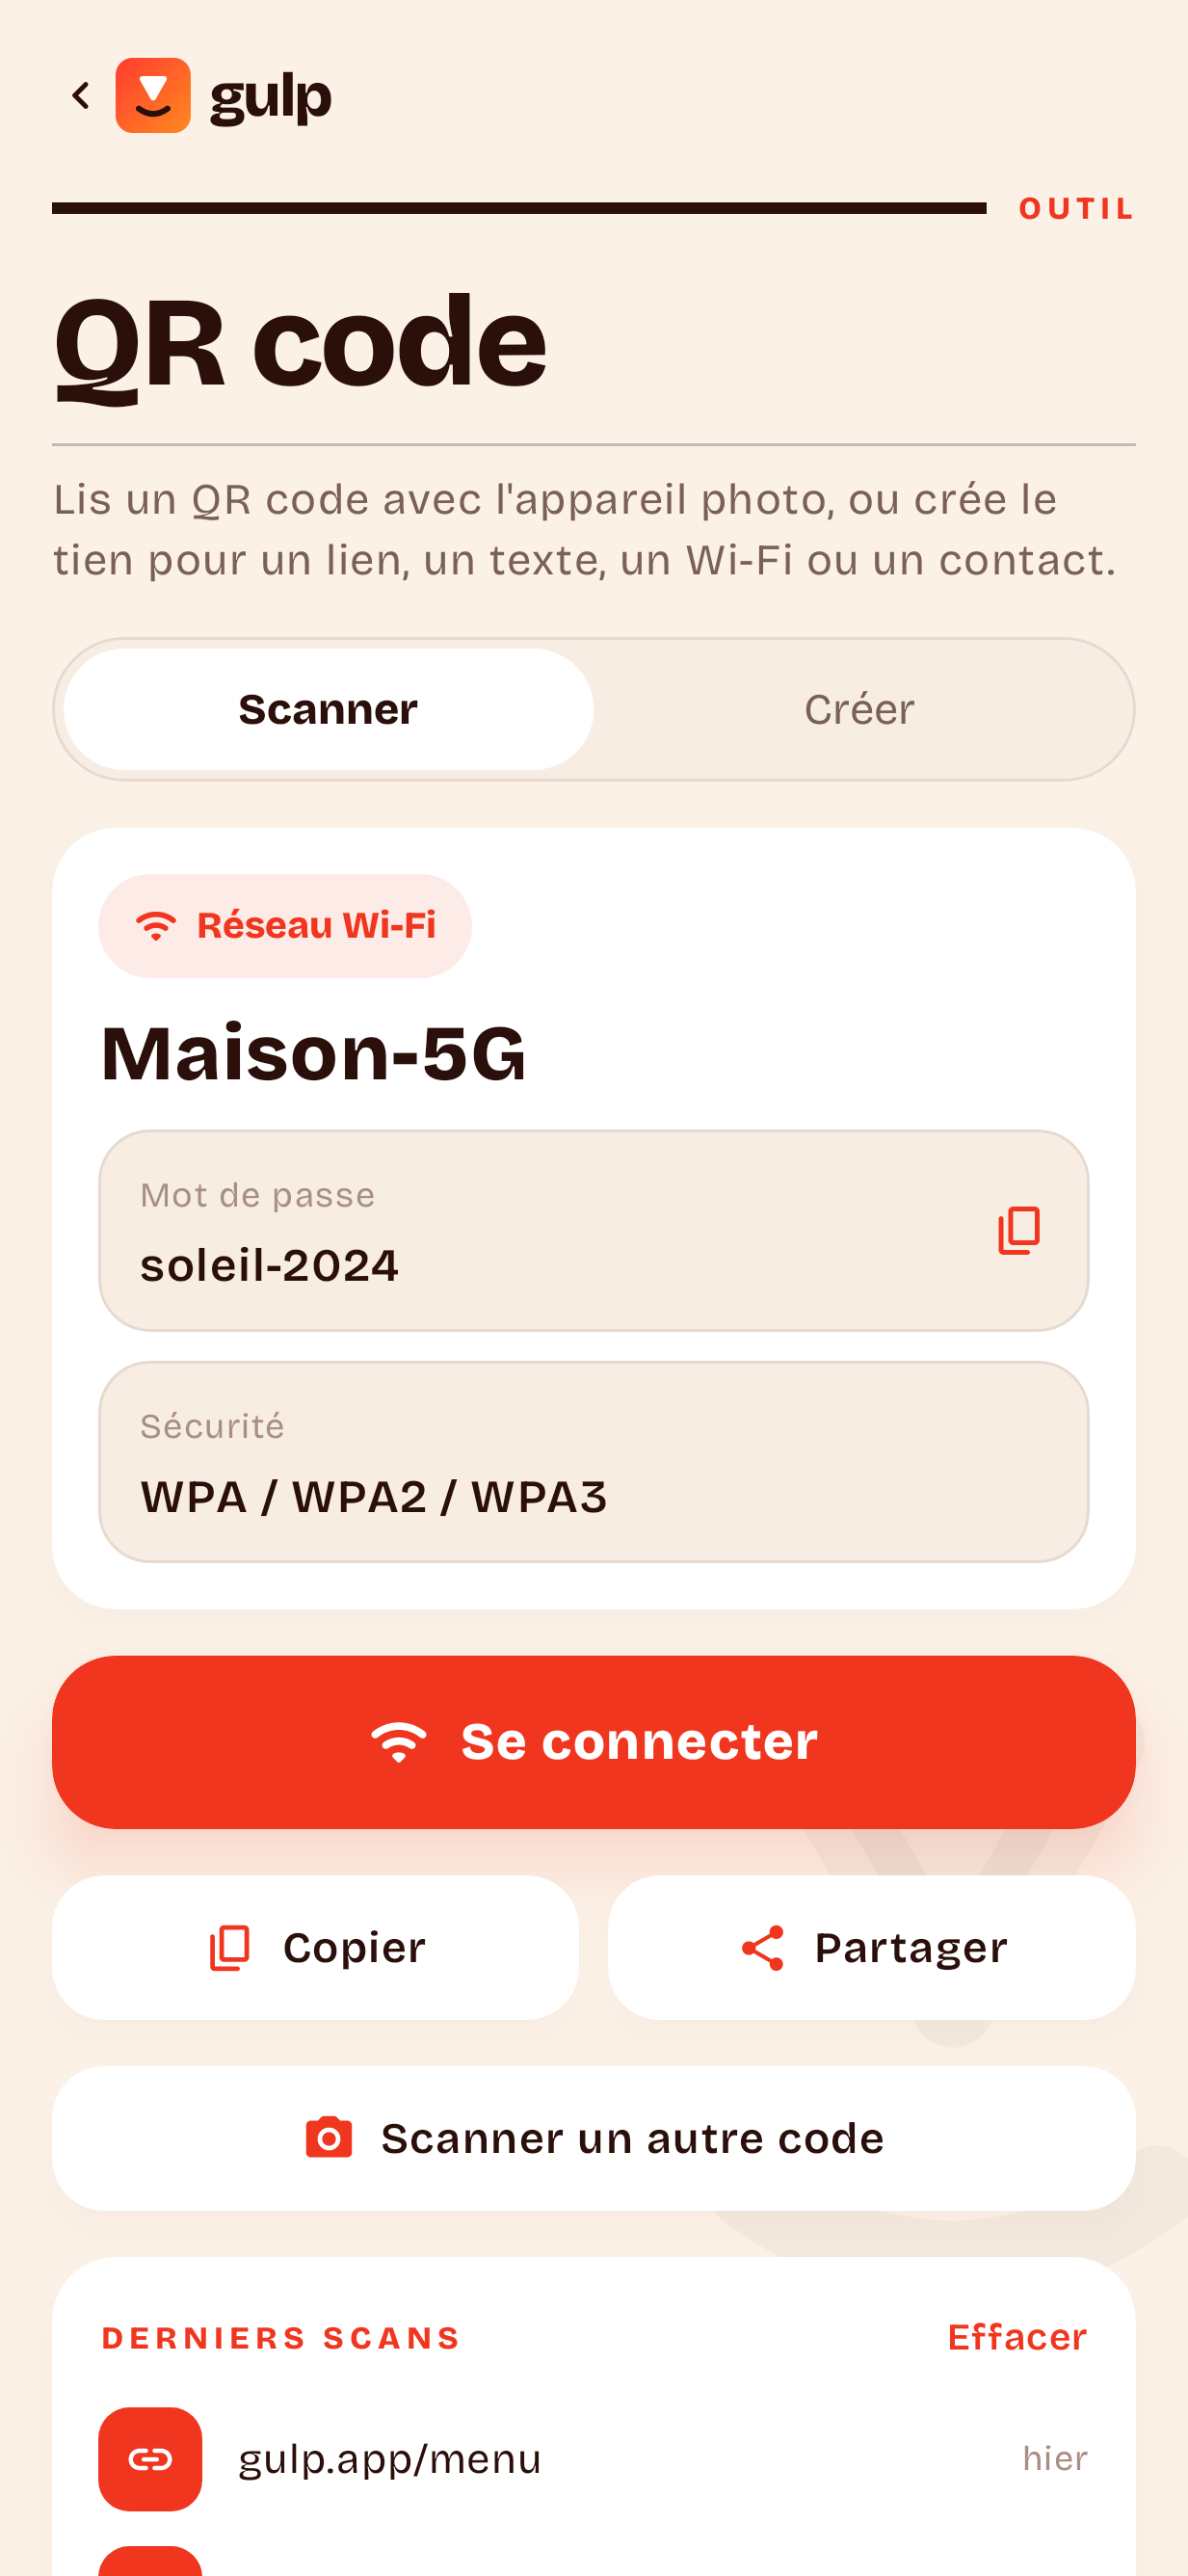 gulp
OUTIL
QR code
Lis un QR code avec l'appareil photo, ou crée le
tien pour un lien, un texte, un Wi-Fi ou un contact.
Scanner
Créer
Réseau Wi-Fi
Maison-5G
Mot de passe
soleil-2024
Sécurité
WPA / WPA2 / WPA3
Se connecter
Copier
Partager
Scanner un autre code
DERNIERS SCANS
Effacer
gulp.app/menu
hier